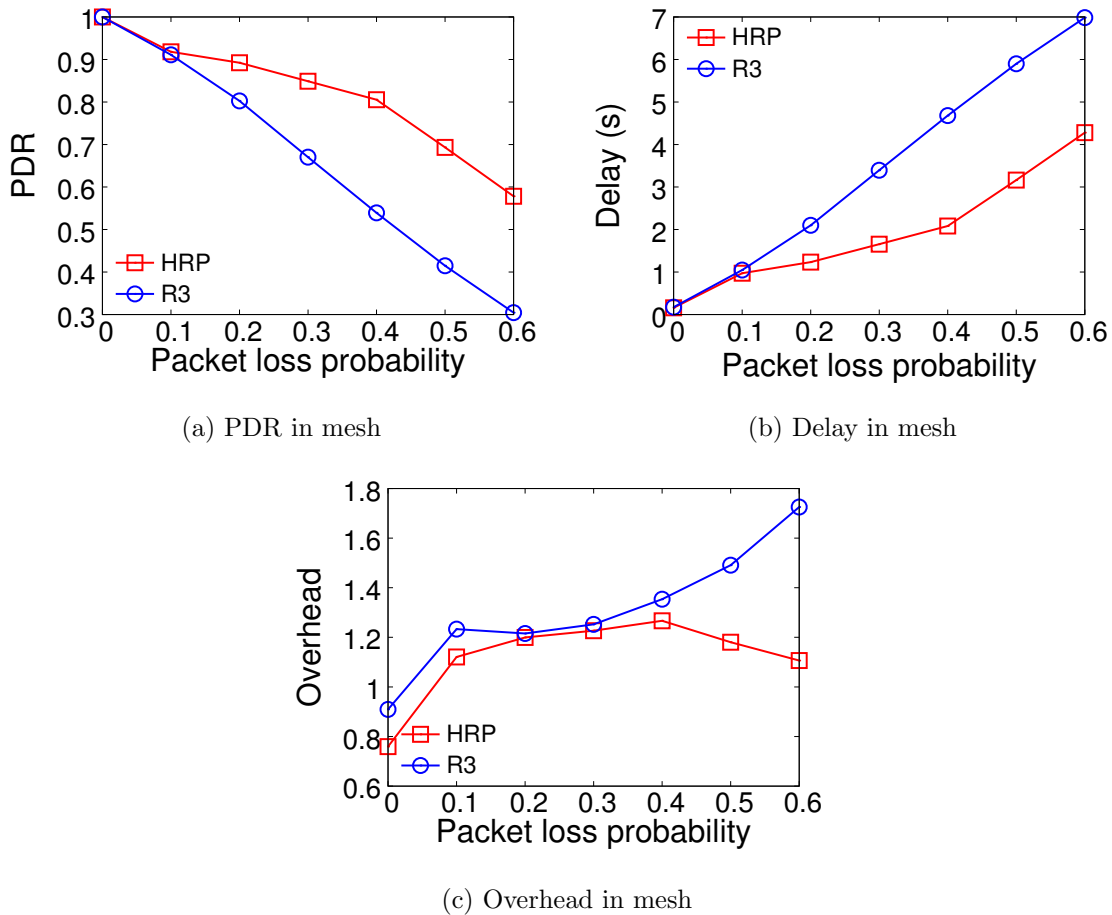 1
0.9
0.8
0.7
0.6
0.5
0.4
0.3
PDR
HRP
R3
0 0.1 0.2 0.3 0.4 0.5 0.6
Packet loss probability
(a) PDR in mesh
7
6
5
4
3
2
1
0
Delay (s)
HRP
R3
0 0.1 0.2 0.3 0.4 0.5 0.6
Packet loss probability
(b) Delay in mesh
1.8
1.6
1.4
1.2
1
0.8
0.6
Overhead
HRP
R3
0 0.1 0.2 0.3 0.4 0.5 0.6
Packet loss probability
(c) Overhead in mesh